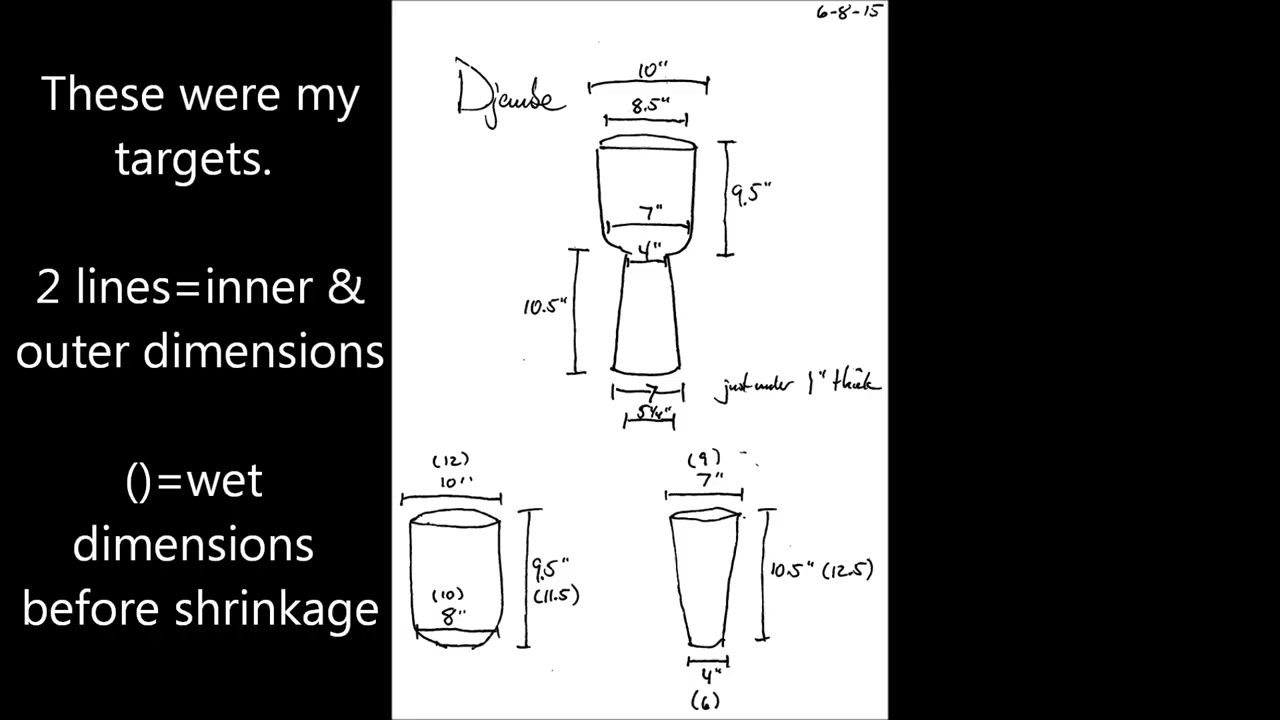 These were my
targets.
2 lines=inner &
outer dimensions
()=wet
dimensions
before shrinkage
6-8-15
Djembe
10"
8.5"
9.5"
7"
4"
10.5"
7
5¼"
just under 1" thick
(12)
10"
9.5"
(11.5)
(10)
8"
(9)
7"
10.5" (12.5)
4"
(6)